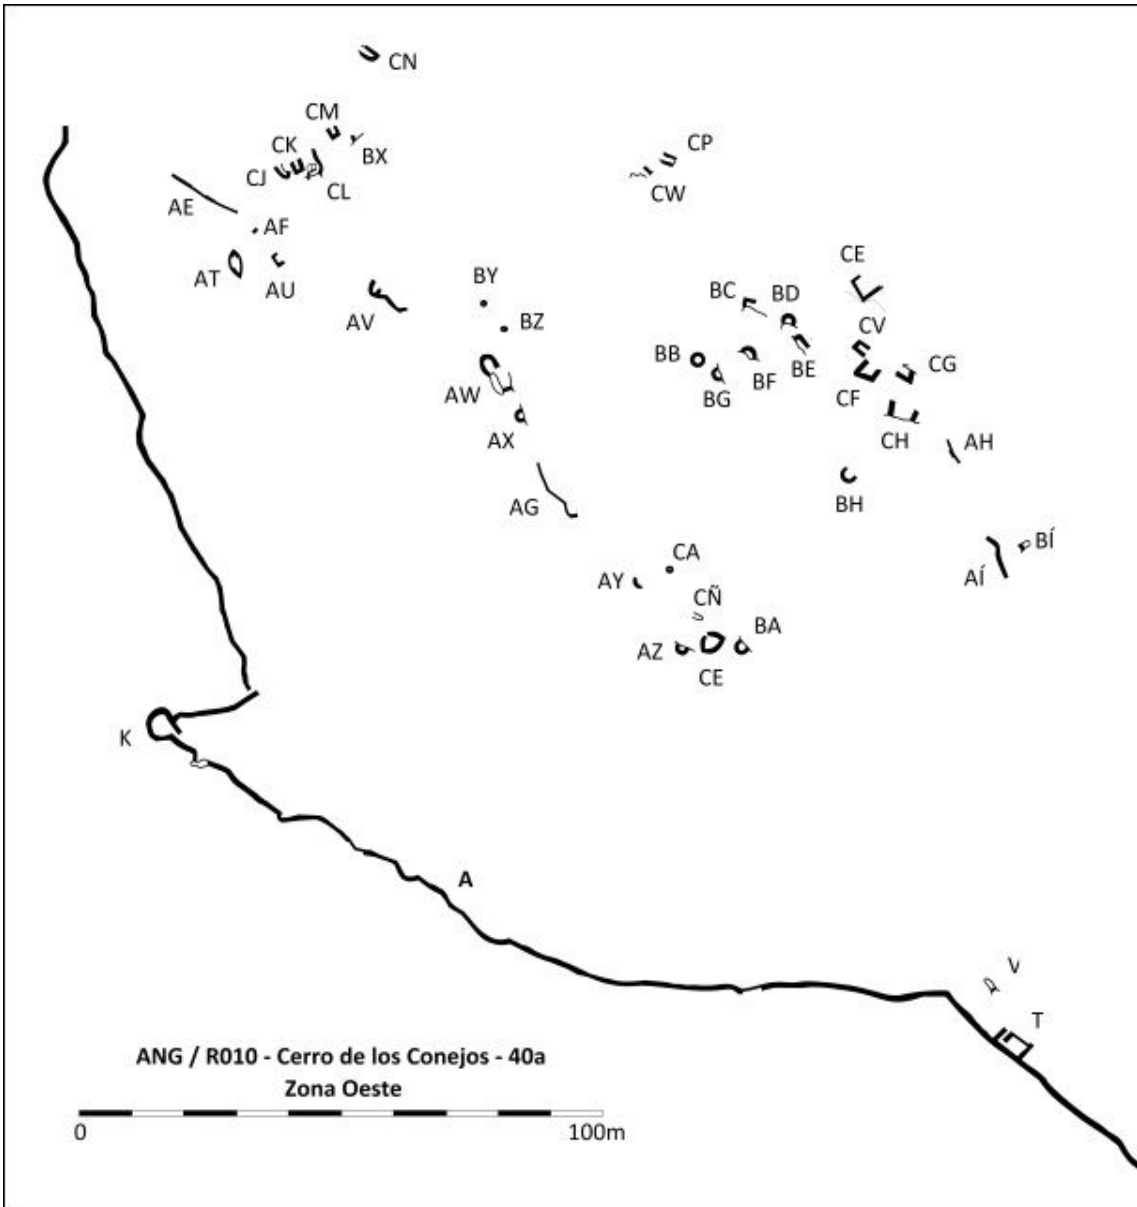 CN
CM
CK
BX
CP
CJ
CL
CW
AE
AF
CE
AT
AU
BY
BC
BD
AV
BZ
CV
BB
CG
BE
BF
AW
BG
CF
AX
CH
AH
AG
BH
BÍ
CA
AÍ
AY
CÑ
BA
AZ
CE
K
A
V
T
ANG / R010 - Cerro de los Conejos - 40a
Zona Oeste
0 100m